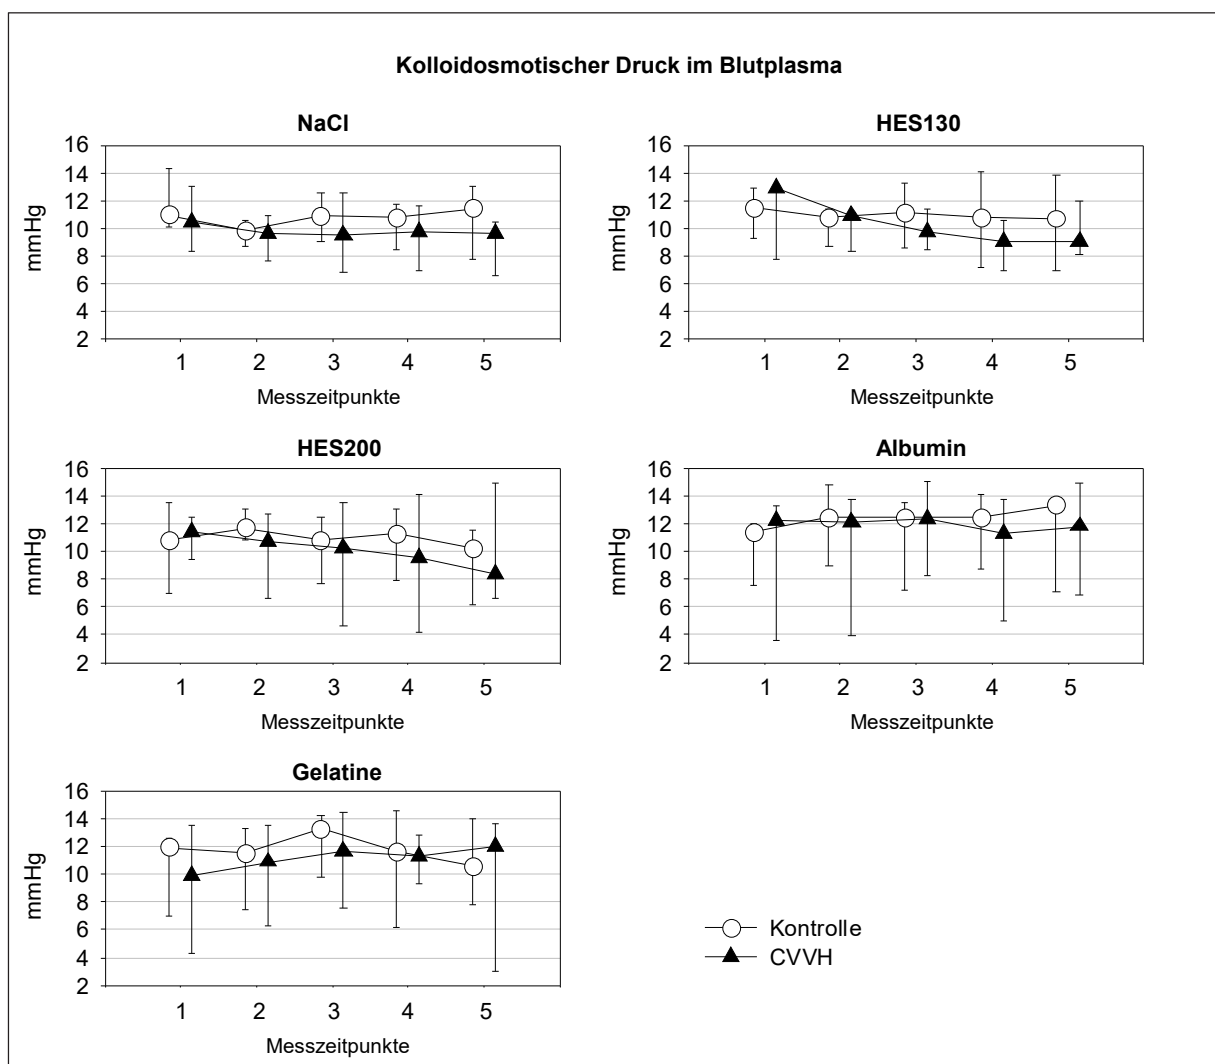 Kolloidosmotischer Druck im Blutplasma
NaCl
mmHg
16
14
12
10
8
6
4
2
1 2 3 4 5
Messzeitpunkte
HES130
mmHg
16
14
12
10
8
6
4
2
1 2 3 4 5
Messzeitpunkte
HES200
mmHg
16
14
12
10
8
6
4
2
1 2 3 4 5
Messzeitpunkte
Albumin
mmHg
16
14
12
10
8
6
4
2
1 2 3 4 5
Messzeitpunkte
Gelatine
mmHg
16
14
12
10
8
6
4
2
1 2 3 4 5
Messzeitpunkte
Kontrolle
CVVH